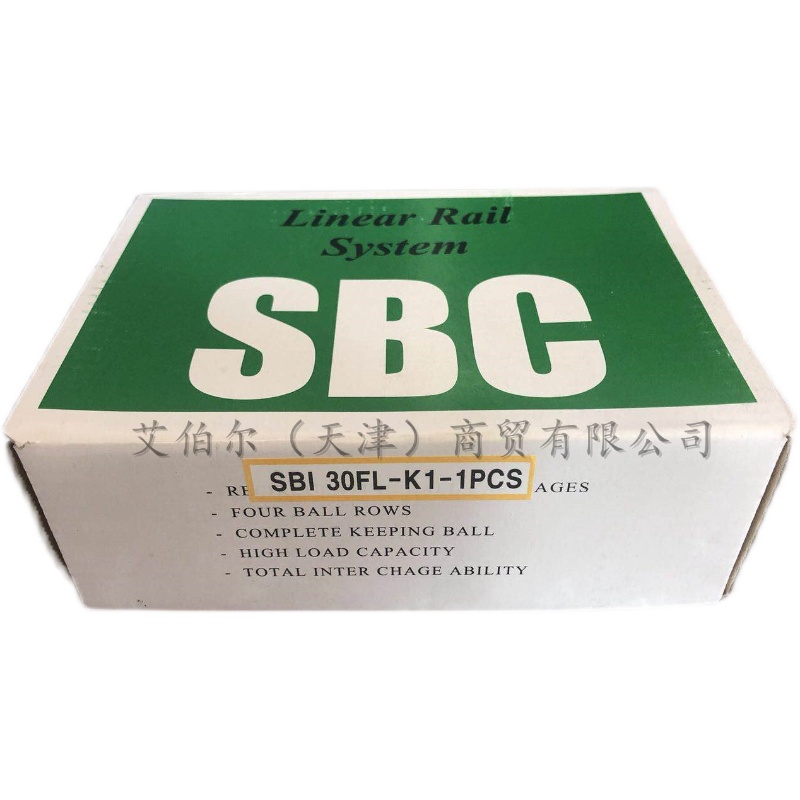 Linear Rail
System
SBC
艾伯尔（天津）商贸有限公司
SBI 30FL-K1-1PCS
AGES
- FOUR BALL ROWS
- COMPLETE KEEPING BALL
- HIGH LOAD CAPACITY
- TOTAL INTER CHAGE ABILITY